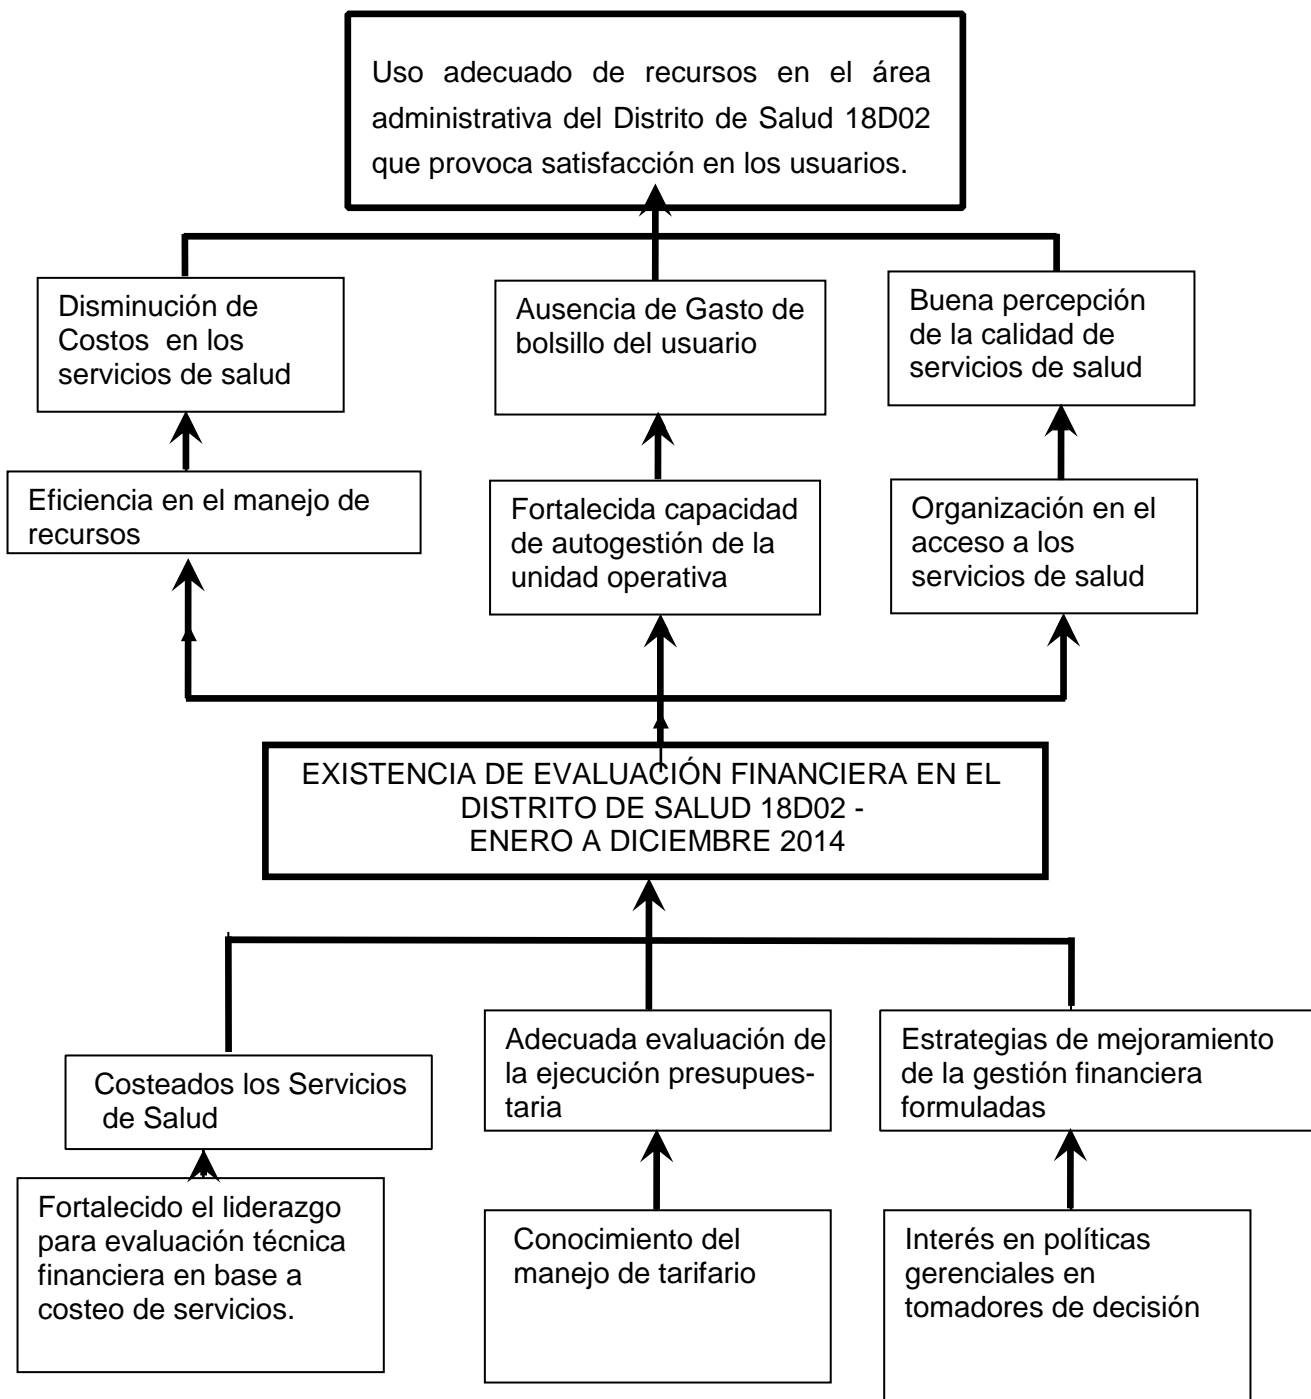 Uso adecuado de recursos en el área
administrativa del Distrito de Salud 18D02
que provoca satisfacción en los usuarios.
Disminución de
Costos en los
servicios de salud
Ausencia de Gasto de
bolsillo del usuario
Buena percepción
de la calidad de
servicios de salud
Eficiencia en el manejo de
recursos
Fortalecida capacidad
de autogestión de la
unidad operativa
Organización en el
acceso a los
servicios de salud
EXISTENCIA DE EVALUACIÓN FINANCIERA EN EL
DISTRITO DE SALUD 18D02 -
ENERO A DICIEMBRE 2014
Costeados los Servicios
de Salud
Adecuada evaluación de
la ejecución presupues-
taria
Estrategias de mejoramiento
de la gestión financiera
formuladas
Fortalecido el liderazgo
para evaluación técnica
financiera en base a
costeo de servicios.
Conocimiento del
manejo de tarifario
Interés en políticas
gerenciales en
tomadores de decisión